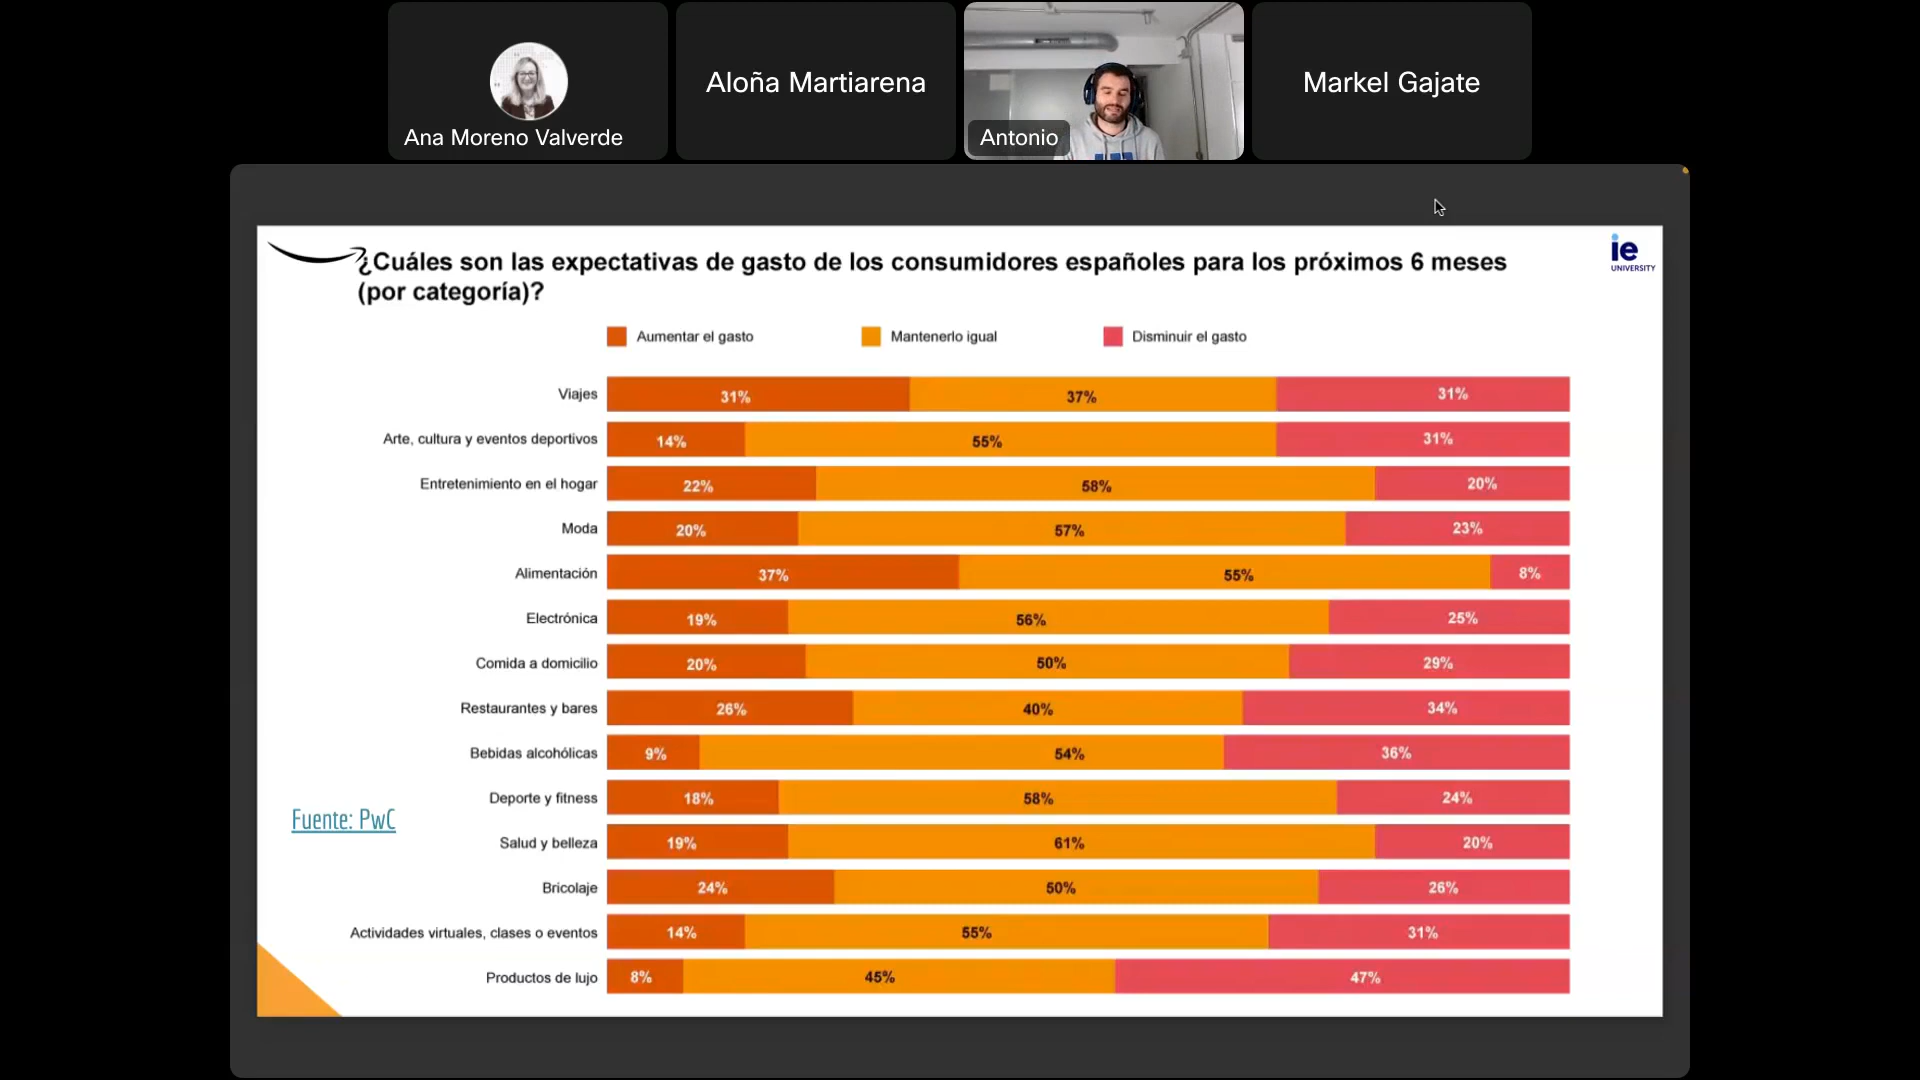 Ana Moreno Valverde
Aloña Martiarena
Antonio
Markel Gajate
¿Cuáles son las expectativas de gasto de los consumidores españoles para los próximos 6 meses
(por categoría)?
ie
UNIVERSITY
Aumentar el gasto
Mantenerlo igual
Disminuir el gasto
Viajes 31% 37% 31%
Arte, cultura y eventos deportivos 14% 55% 31%
Entretenimiento en el hogar 22% 58% 20%
Moda 20% 57% 23%
Alimentación 37% 55% 8%
Electrónica 19% 56% 25%
Comida a domicilio 20% 50% 29%
Restaurantes y bares 26% 40% 34%
Bebidas alcohólicas 9% 54% 36%
Deporte y fitness 18% 58% 24%
Fuente: PwC
Salud y belleza 19% 61% 20%
Bricolaje 24% 50% 26%
Actividades virtuales, clases o eventos 14% 55% 31%
Productos de lujo 8% 45% 47%